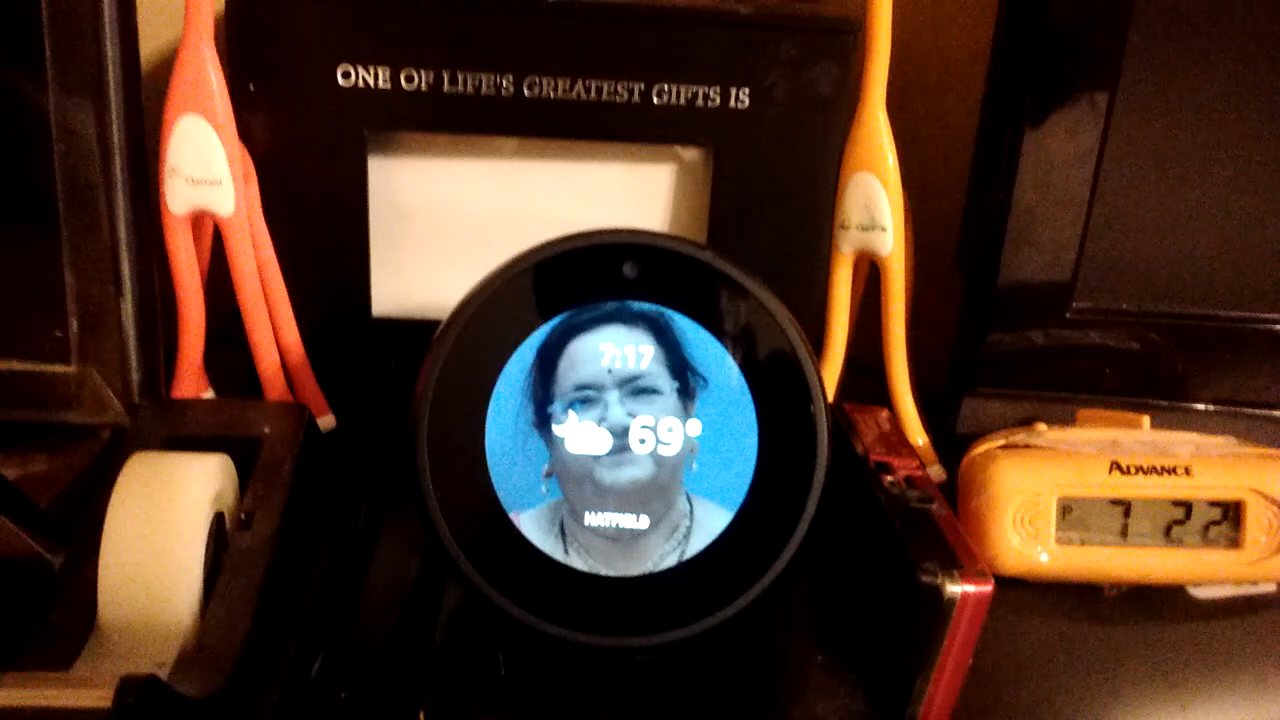 ONE OF LIFE'S GREATEST GIFTS IS
7:17
69°
HATFIELD
ADVANCE
P 7 22